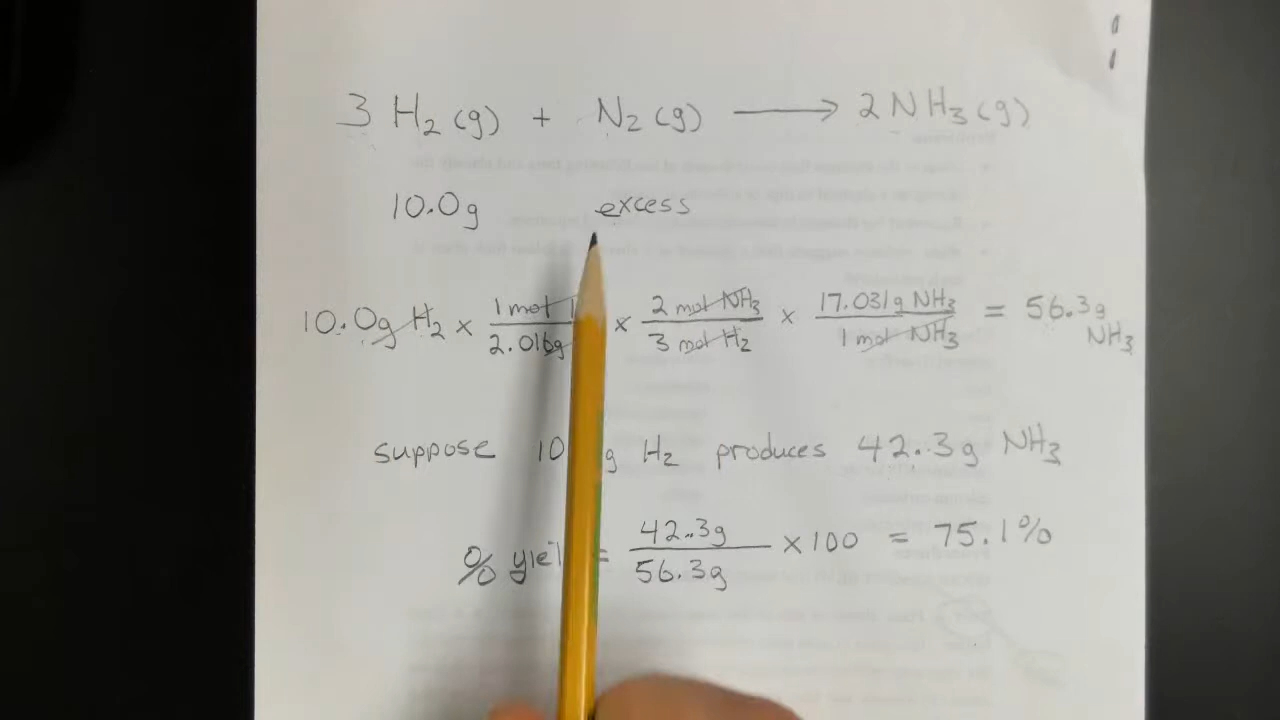 3 H₂ (g) + N₂ (g) ⟶ 2 NH₃ (g)
10.0g excess
10.0g H₂ × 1 mol / 2.016g × 2 mol NH₃ / 3 mol H₂ × 17.031g NH₃ / 1 mol NH₃ = 56.3g NH₃
suppose g H₂ produces 42.3g NH₃
% = 42.3g / 56.3g × 100 = 75.1%